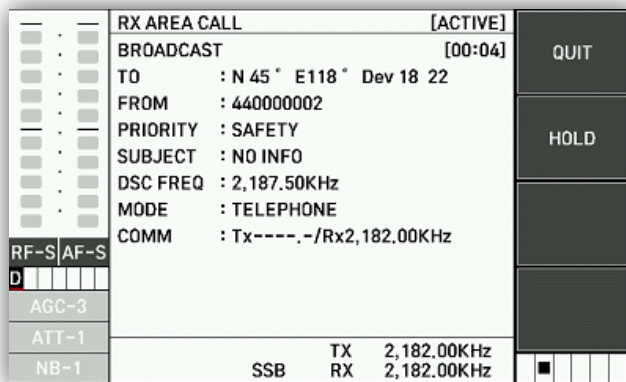 RX AREA CALL [ACTIVE]
BROADCAST [00:04]
TO : N 45° E118° Dev 18 22
FROM : 440000002
PRIORITY : SAFETY
SUBJECT : NO INFO
DSC FREQ : 2,187.50KHz
MODE : TELEPHONE
COMM : Tx----.-/Rx2,182.00KHz
TX 2,182.00KHz
SSB RX 2,182.00KHz
RF-S AF-S
D
AGC-3
ATT-1
NB-1
QUIT
HOLD